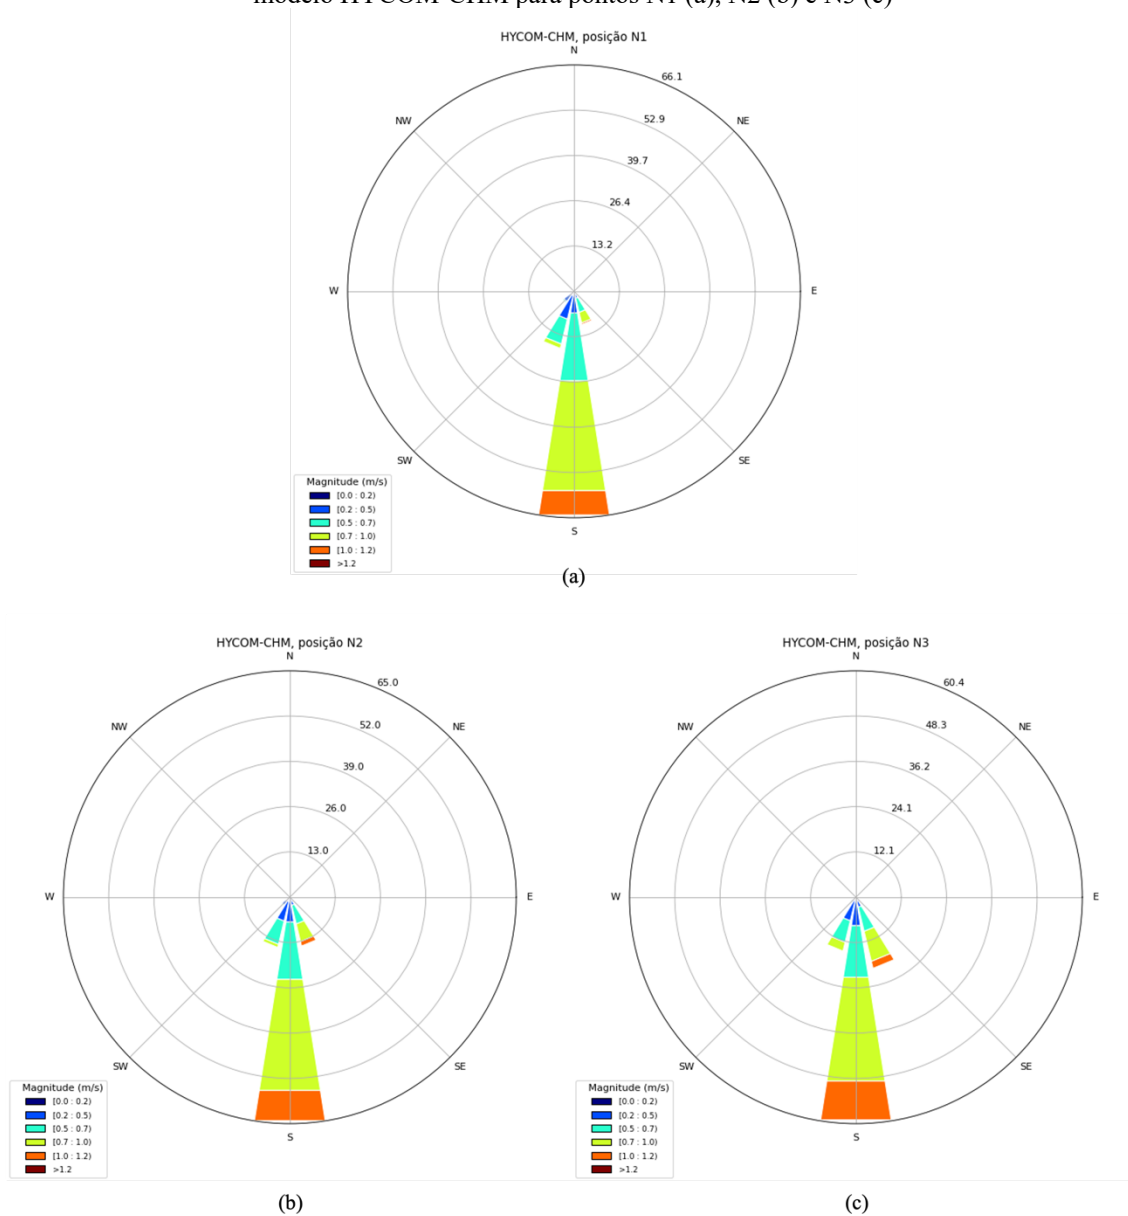 modelo HYCOM-CHM para pontos N1 (a), N2 (b) e N3 (c)
HYCOM-CHM, posição N1
N
66.1
NW
52.9
NE
39.7
26.4
13.2
W
E
SW
SE
S
Magnitude (m/s)
[0.0 : 0.2)
[0.2 : 0.5)
[0.5 : 0.7)
[0.7 : 1.0)
[1.0 : 1.2)
>1.2
(a)
HYCOM-CHM, posição N2
N
65.0
NW
52.0
NE
39.0
26.0
13.0
W
E
SW
SE
S
Magnitude (m/s)
[0.0 : 0.2)
[0.2 : 0.5)
[0.5 : 0.7)
[0.7 : 1.0)
[1.0 : 1.2)
>1.2
(b)
HYCOM-CHM, posição N3
N
60.4
NW
48.3
NE
36.2
24.1
12.1
W
E
SW
SE
S
Magnitude (m/s)
[0.0 : 0.2)
[0.2 : 0.5)
[0.5 : 0.7)
[0.7 : 1.0)
[1.0 : 1.2)
>1.2
(c)